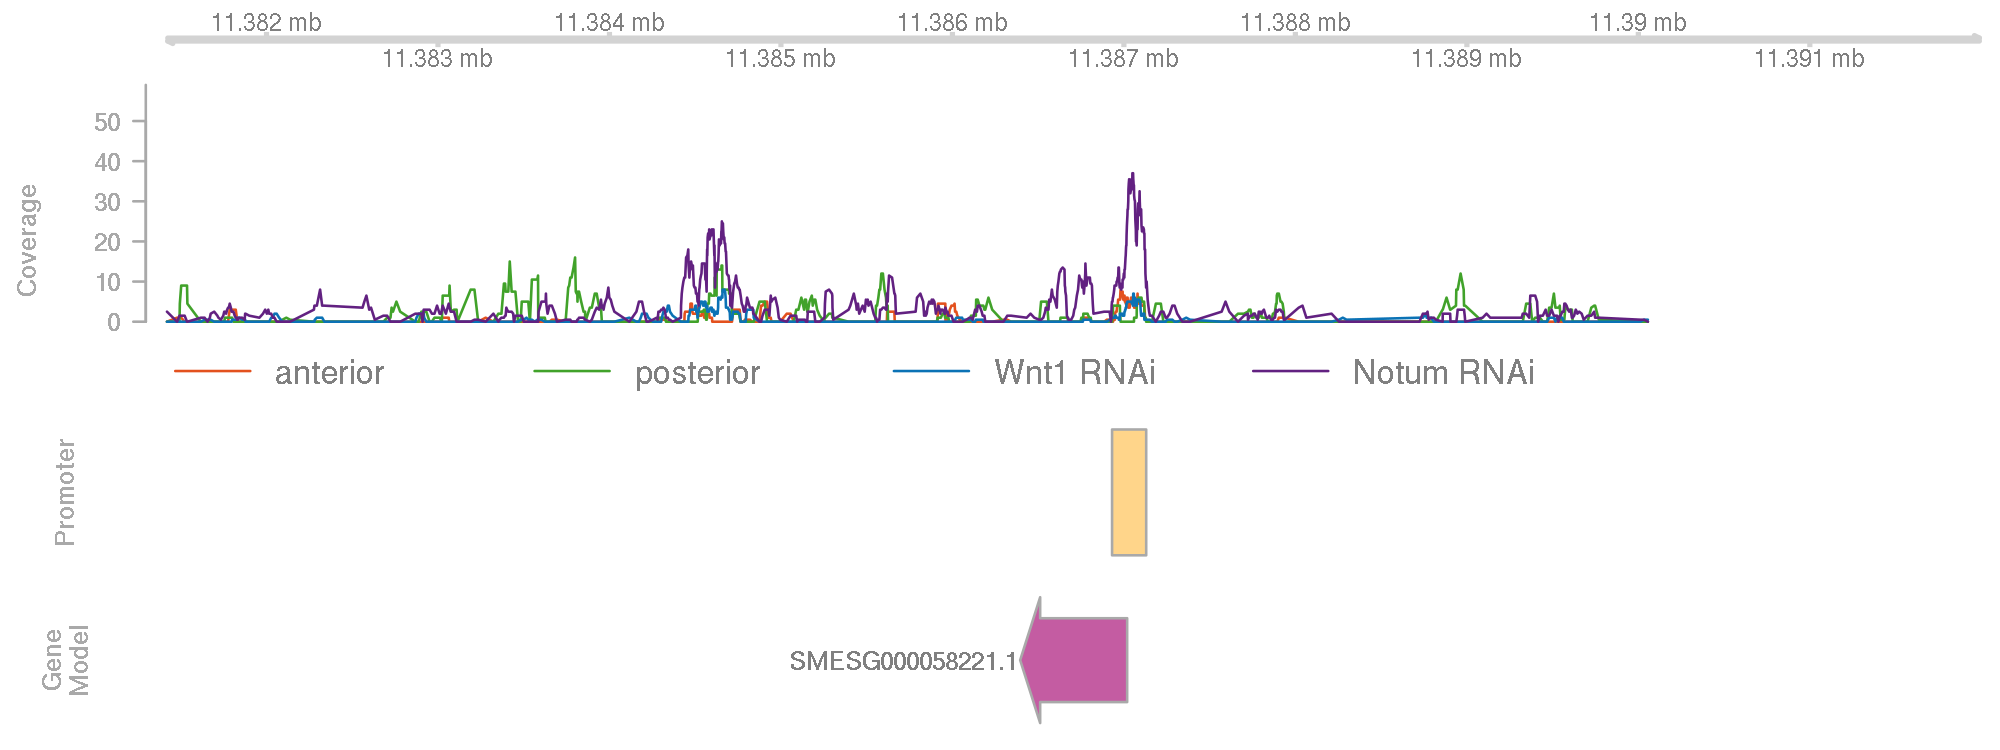 11.382 mb 11.384 mb 11.386 mb 11.388 mb 11.39 mb
11.383 mb 11.385 mb 11.387 mb 11.389 mb 11.391 mb
Coverage
50
40
30
20
10
0
anterior posterior Wnt1 RNAi Notum RNAi
Promoter
Gene
Model
SMESG000058221.1